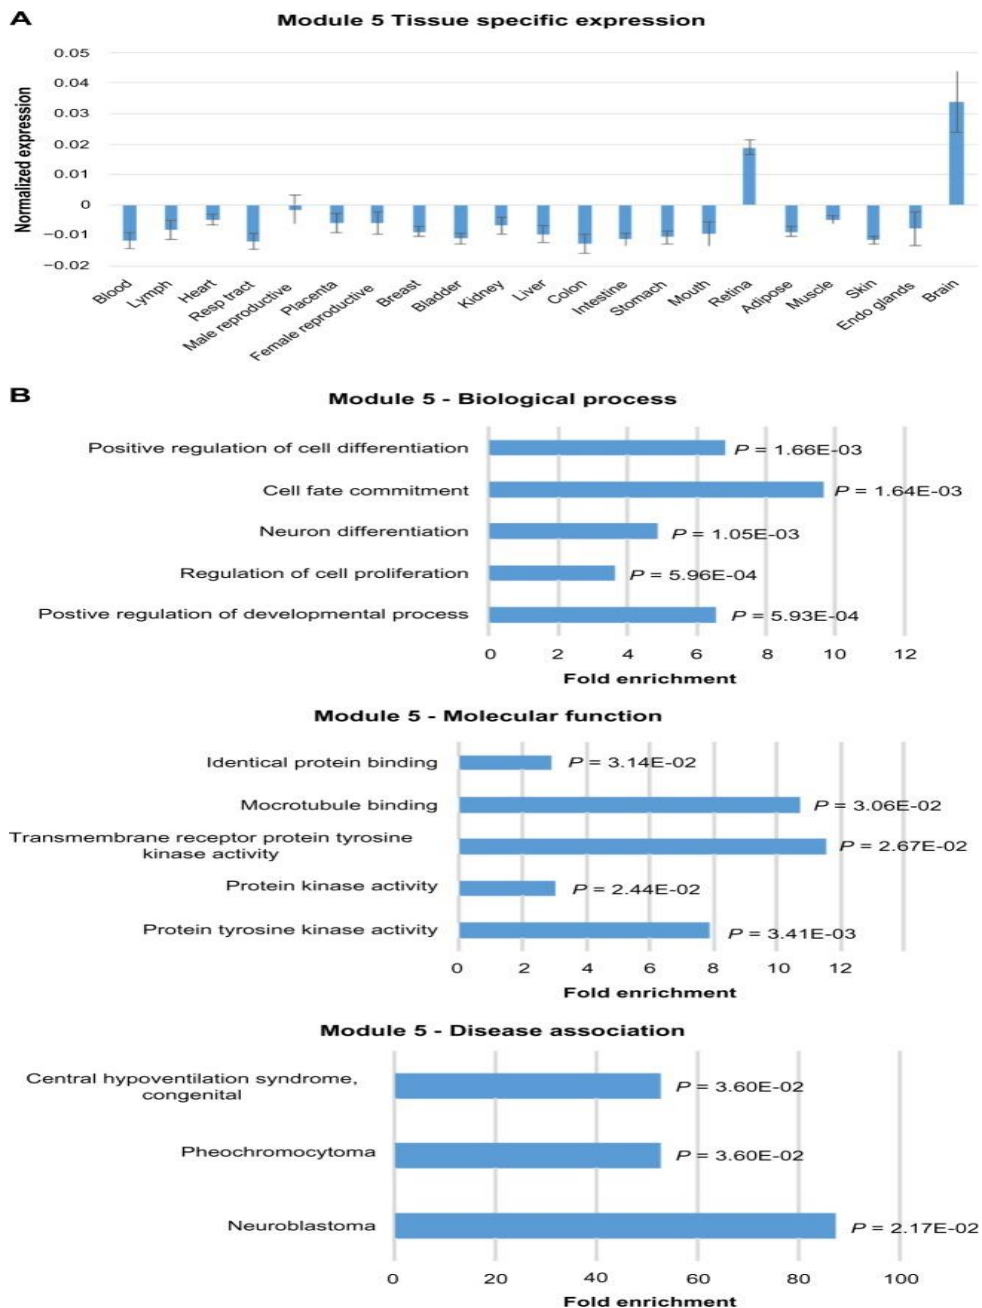 A
Module 5 Tissue specific expression
Normalized expression
0.05
0.04
0.03
0.02
0.01
0
−0.01
−0.02
Blood
Lymph
Heart
Resp tract
Male reproductive
Placenta
Female reproductive
Breast
Bladder
Kidney
Liver
Colon
Intestine
Stomach
Mouth
Retina
Adipose
Muscle
Skin
Endo glands
Brain
B
Module 5 - Biological process
Positive regulation of cell differentiation
P = 1.66E-03
Cell fate commitment
P = 1.64E-03
Neuron differentiation
P = 1.05E-03
Regulation of cell proliferation
P = 5.96E-04
Postive regulation of developmental process
P = 5.93E-04
0 2 4 6 8 10 12
Fold enrichment
Module 5 - Molecular function
Identical protein binding
P = 3.14E-02
Mocrotubule binding
P = 3.06E-02
Transmembrane receptor protein tyrosine
kinase activity
P = 2.67E-02
Protein kinase activity
P = 2.44E-02
Protein tyrosine kinase activity
P = 3.41E-03
0 2 4 6 8 10 12
Fold enrichment
Module 5 - Disease association
Central hypoventilation syndrome,
congenital
P = 3.60E-02
Pheochromocytoma
P = 3.60E-02
Neuroblastoma
P = 2.17E-02
0 20 40 60 80 100
Fold enrichment